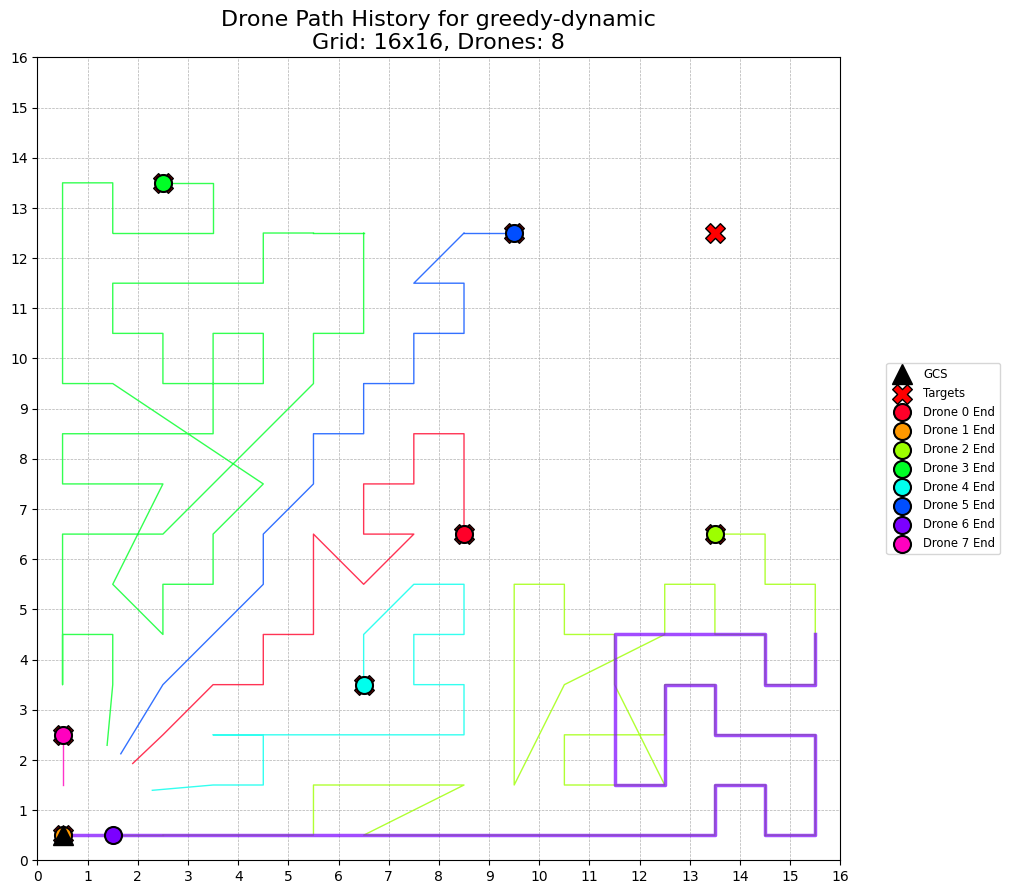 Drone Path History for greedy-dynamic
Grid: 16x16, Drones: 8
16
15
14
13
12
11
10
9
8
7
6
5
4
3
2
1
0
0 1 2 3 4 5 6 7 8 9 10 11 12 13 14 15 16
GCS
Targets
Drone 0 End
Drone 1 End
Drone 2 End
Drone 3 End
Drone 4 End
Drone 5 End
Drone 6 End
Drone 7 End